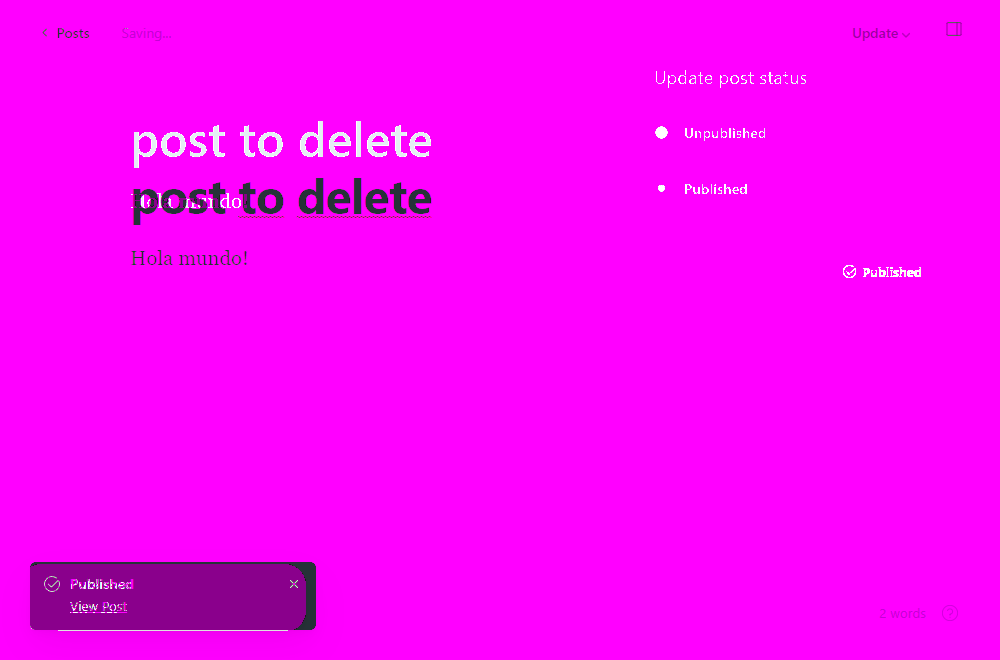 Posts
Saving...
Update
Update post status
post to delete
Unpublished
post to delete
Hola mundo
Published
Hola mundo!
Published
Published
View Post
2 words